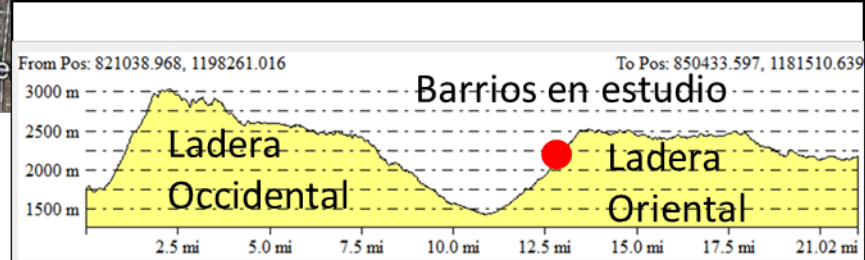 e
From Pos: 821038.968, 1198261.016 To Pos: 850433.597, 1181510.639
3000 m
Barrios en estudio
2500 m
Ladera
Occidental
Ladera
Oriental
2000 m
1500 m
2.5 mi 5.0 mi 7.5 mi 10.0 mi 12.5 mi 15.0 mi 17.5 mi 21.02 mi